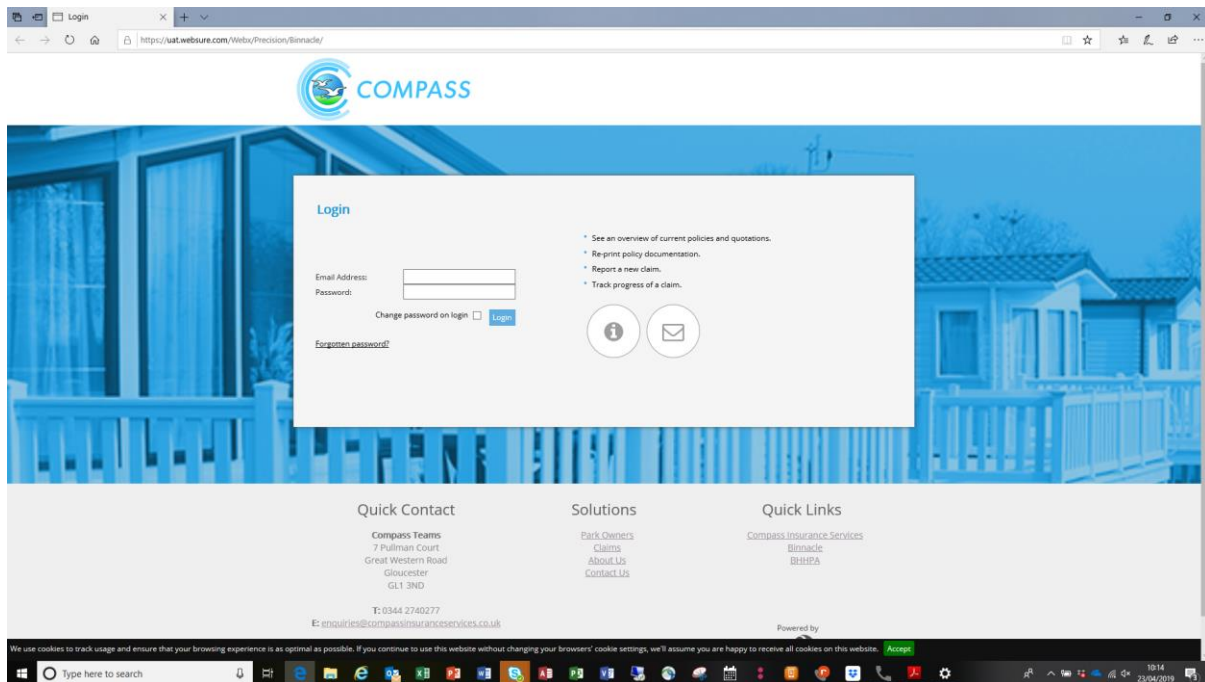 Login
https://uat.websure.com/Webx/Precision/Binnacle/
COMPASS
Login
See an overview of current policies and quotations.
Re-print policy documentation.
Report a new claim.
Track progress of a claim.
Email Address:
Password:
Change password on login
Login
Forgotten password?
Quick Contact
Compass Teams
7 Pullman Court
Great Western Road
Gloucester
GL1 3ND
T: 0344 2740277
E: enquiries@compassinsuranceservices.co.uk
Solutions
Park Owners
Claims
About Us
Contact Us
Quick Links
Compass Insurance Services
Binnacle
BHHPA
Powered by
We use cookies to track usage and ensure that your browsing experience is as optimal as possible. If you continue to use this website without changing your browsers' cookie settings, we'll assume you are happy to receive all cookies on this website.
Accept
Type here to search
10:14
23/04/2019